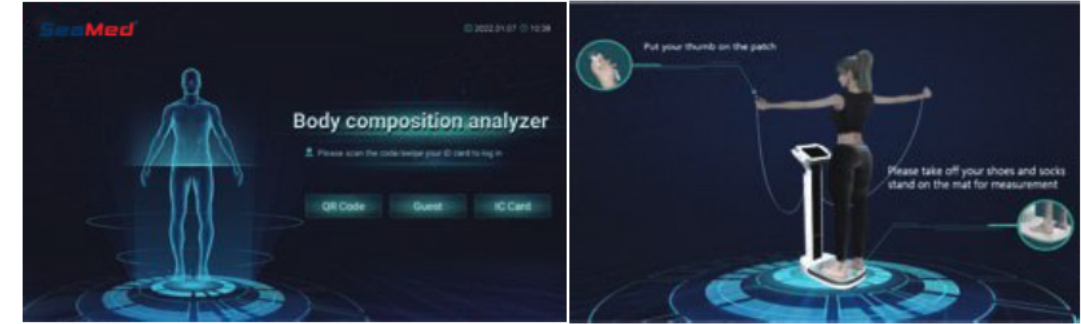 SeaMed
2022.01.07 10:38
Body composition analyzer
Please scan the code/swipe your ID card to log in
QR Code
Guest
IC Card
Put your thumb on the patch
Please take off your shoes and socks
stand on the mat for measurement